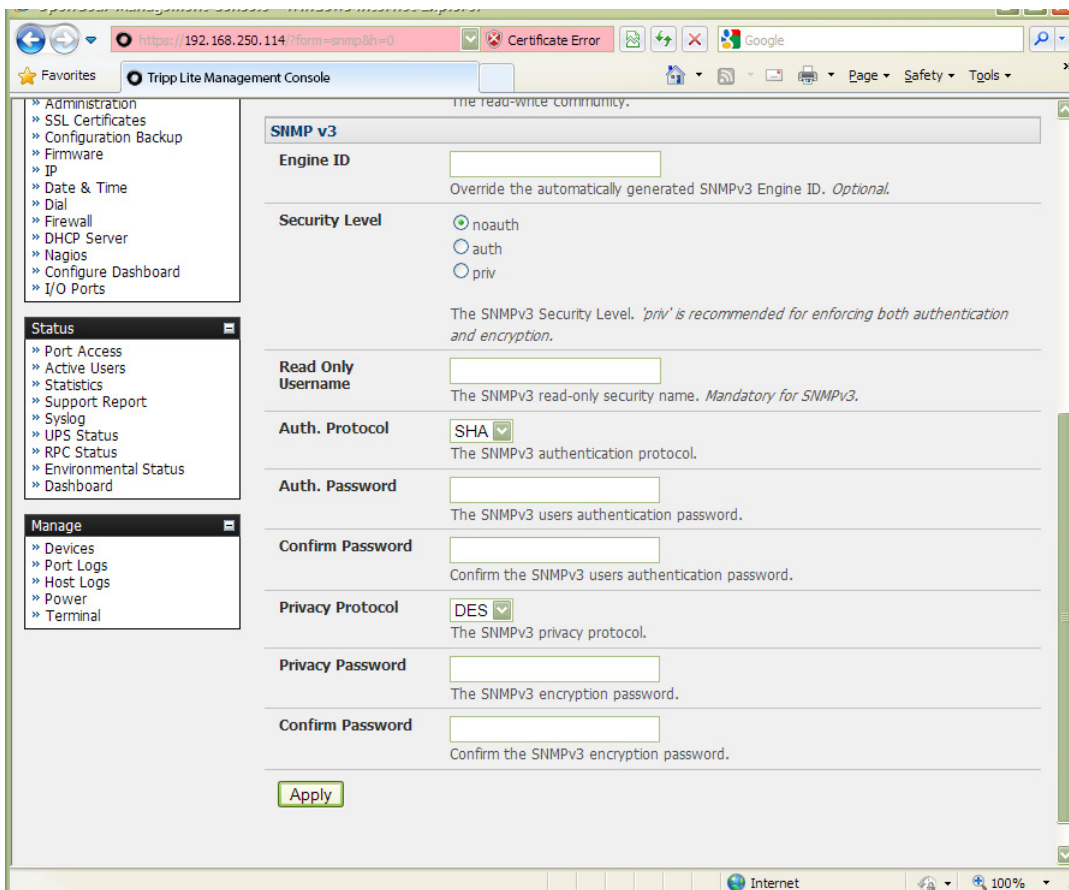 https://192.168.250.114/?form=snmp&h=0
Certificate Error
Google
Favorites
Tripp Lite Management Console
Page
Safety
Tools
»
» Administration
» SSL Certificates
» Configuration Backup
» Firmware
» IP
» Date & Time
» Dial
» Firewall
» DHCP Server
» Nagios
» Configure Dashboard
» I/O Ports
Status
» Port Access
» Active Users
» Statistics
» Support Report
» Syslog
» UPS Status
» RPC Status
» Environmental Status
» Dashboard
Manage
» Devices
» Port Logs
» Host Logs
» Power
» Terminal
The read-write community.
SNMP v3
Engine ID
Override the automatically generated SNMPv3 Engine ID. Optional.
Security Level
noauth
auth
priv
The SNMPv3 Security Level. 'priv' is recommended for enforcing both authentication
and encryption.
Read Only
Username
The SNMPv3 read-only security name. Mandatory for SNMPv3.
Auth. Protocol
SHA
The SNMPv3 authentication protocol.
Auth. Password
The SNMPv3 users authentication password.
Confirm Password
Confirm the SNMPv3 users authentication password.
Privacy Protocol
DES
The SNMPv3 privacy protocol.
Privacy Password
The SNMPv3 encryption password.
Confirm Password
Confirm the SNMPv3 encryption password.
Apply
Internet
100%